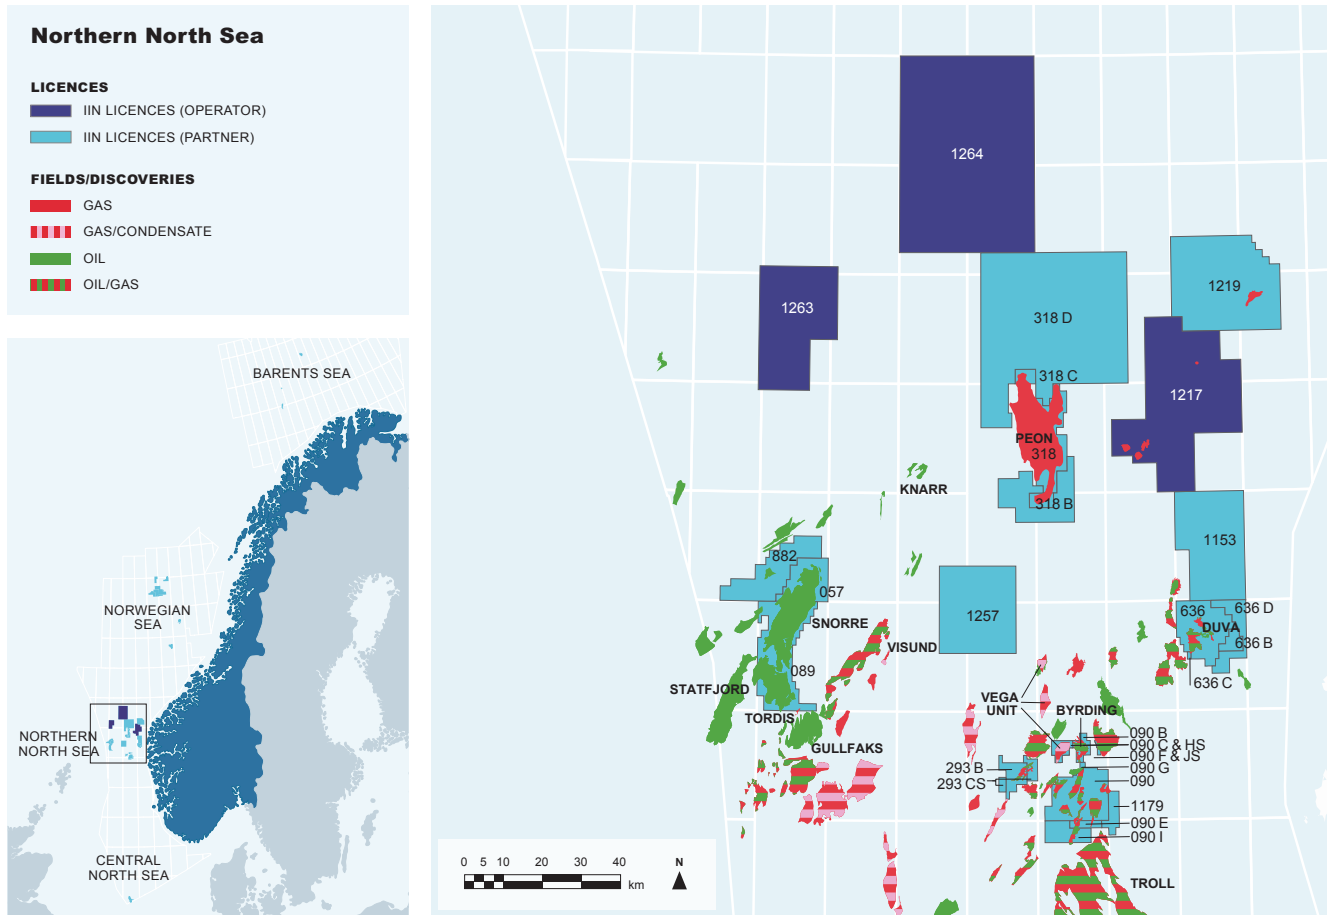 Northern North Sea
LICENCES
IIN LICENCES (OPERATOR)
IIN LICENCES (PARTNER)
FIELDS/DISCOVERIES
GAS
GAS/CONDENSATE
OIL
OIL/GAS
BARENTS SEA
NORWEGIAN
SEA
NORTHERN
NORTH SEA
CENTRAL
NORTH SEA
1264
1263
318 D
1219
318 C
1217
PEON
318
318 B
KNARR
1153
882
057
SNORRE
1257
636
636 D
DUVA
636 B
636 C
VISUND
089
STATFJORD
TORDIS
GULLFAKS
VEGA
UNIT
BYRDING
090 B
090 C & HS
090 F & JS
090 G
293 B
293 CS
090
1179
090 E
090 I
TROLL
0 5 10 20 30 40
km
N